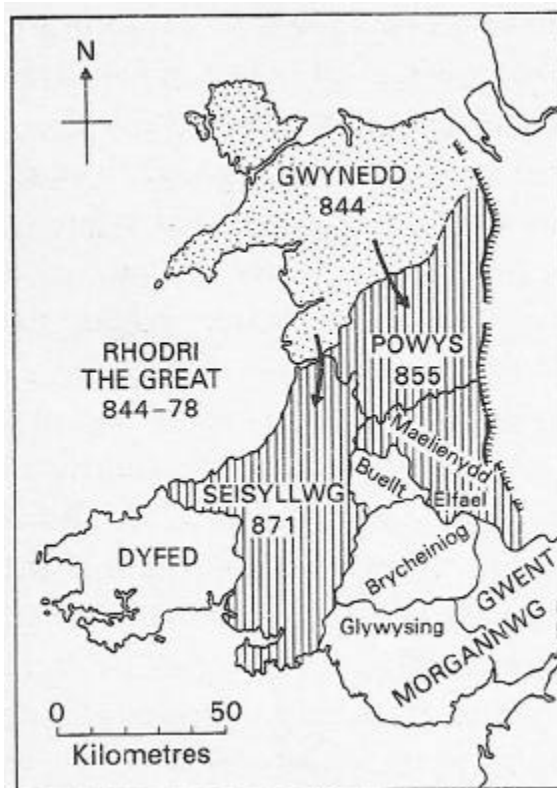 N
GWYNEDD
844
RHODRI
THE GREAT
844–78
POWYS
855
Maelienydd
Buellt
Elfael
SEISYLLWG
871
DYFED
Brycheiniog
GWENT
Glywysing
MORGANNWG
0 50
Kilometres